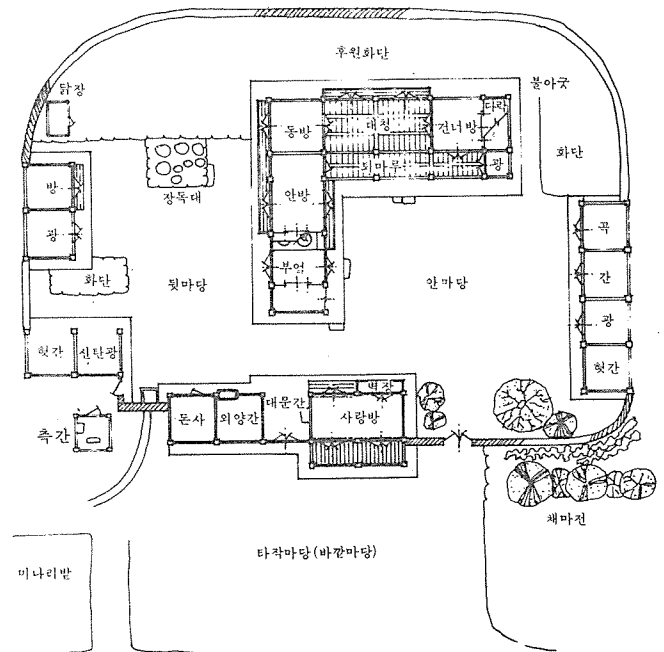 후원화단
불아궁
닭장
동방
대청
건너방
다락
화단
퇴마루
광
장독대
방
안방
광
꼭
간
화단
뒷마당
부엌
안마당
광
헛간
신탄광
헛간
측간
돈사
외양간
대문간
벽장
사랑방
채마전
타작마당(바깥마당)
미나리밭